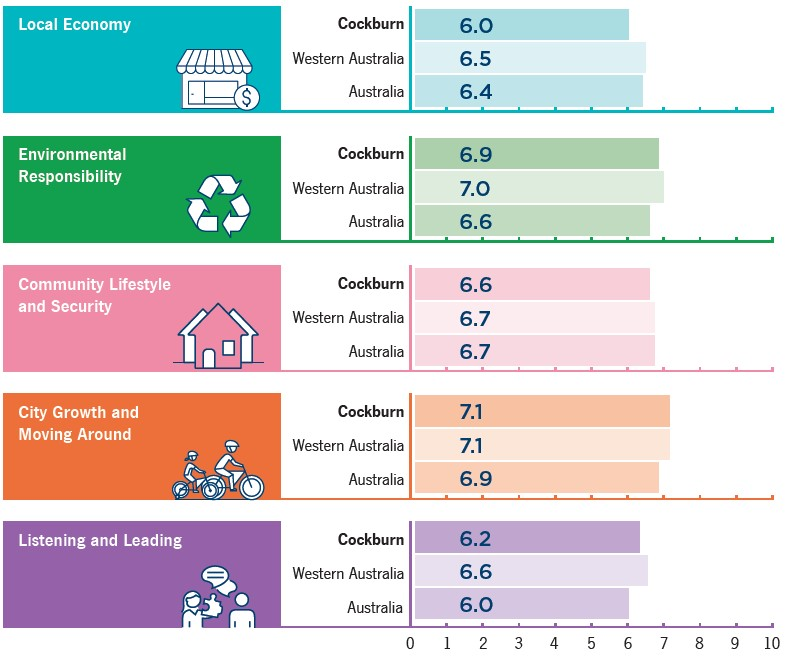 Local Economy
$
Cockburn 6.0
Western Australia 6.5
Australia 6.4
Environmental
Responsibility
Cockburn 6.9
Western Australia 7.0
Australia 6.6
Community Lifestyle
and Security
Cockburn 6.6
Western Australia 6.7
Australia 6.7
City Growth and
Moving Around
Cockburn 7.1
Western Australia 7.1
Australia 6.9
Listening and Leading
Cockburn 6.2
Western Australia 6.6
Australia 6.0
0 1 2 3 4 5 6 7 8 9 10